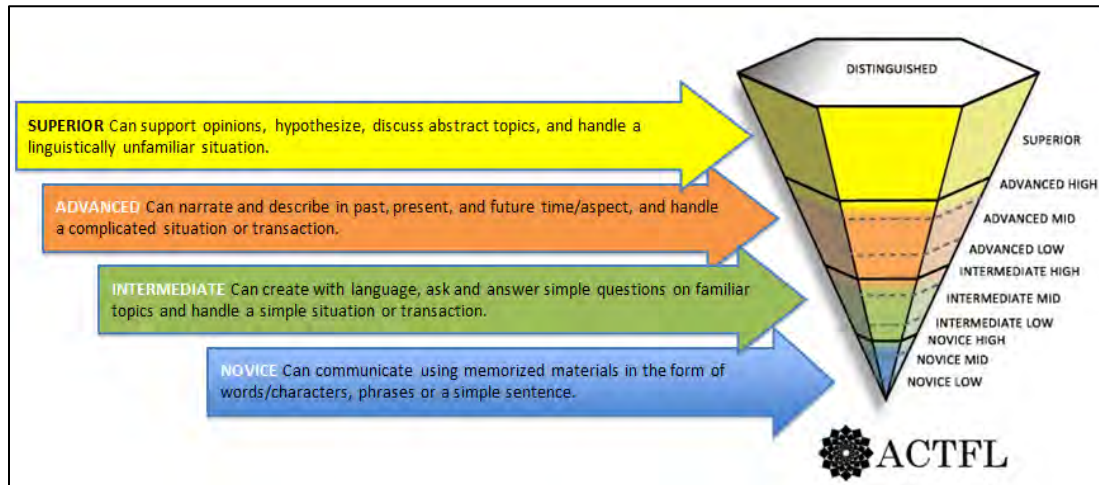 SUPERIOR Can support opinions, hypothesize, discuss abstract topics, and handle a
linguistically unfamiliar situation.
ADVANCED Can narrate and describe in past, present, and future time/aspect, and handle
a complicated situation or transaction.
INTERMEDIATE Can create with language, ask and answer simple questions on familiar
topics and handle a simple situation or transaction.
NOVICE Can communicate using memorized materials in the form of
words/characters, phrases or a simple sentence.
DISTINGUISHED
SUPERIOR
ADVANCED HIGH
ADVANCED MID
ADVANCED LOW
INTERMEDIATE HIGH
INTERMEDIATE MID
INTERMEDIATE LOW
NOVICE HIGH
NOVICE MID
NOVICE LOW
ACTFL